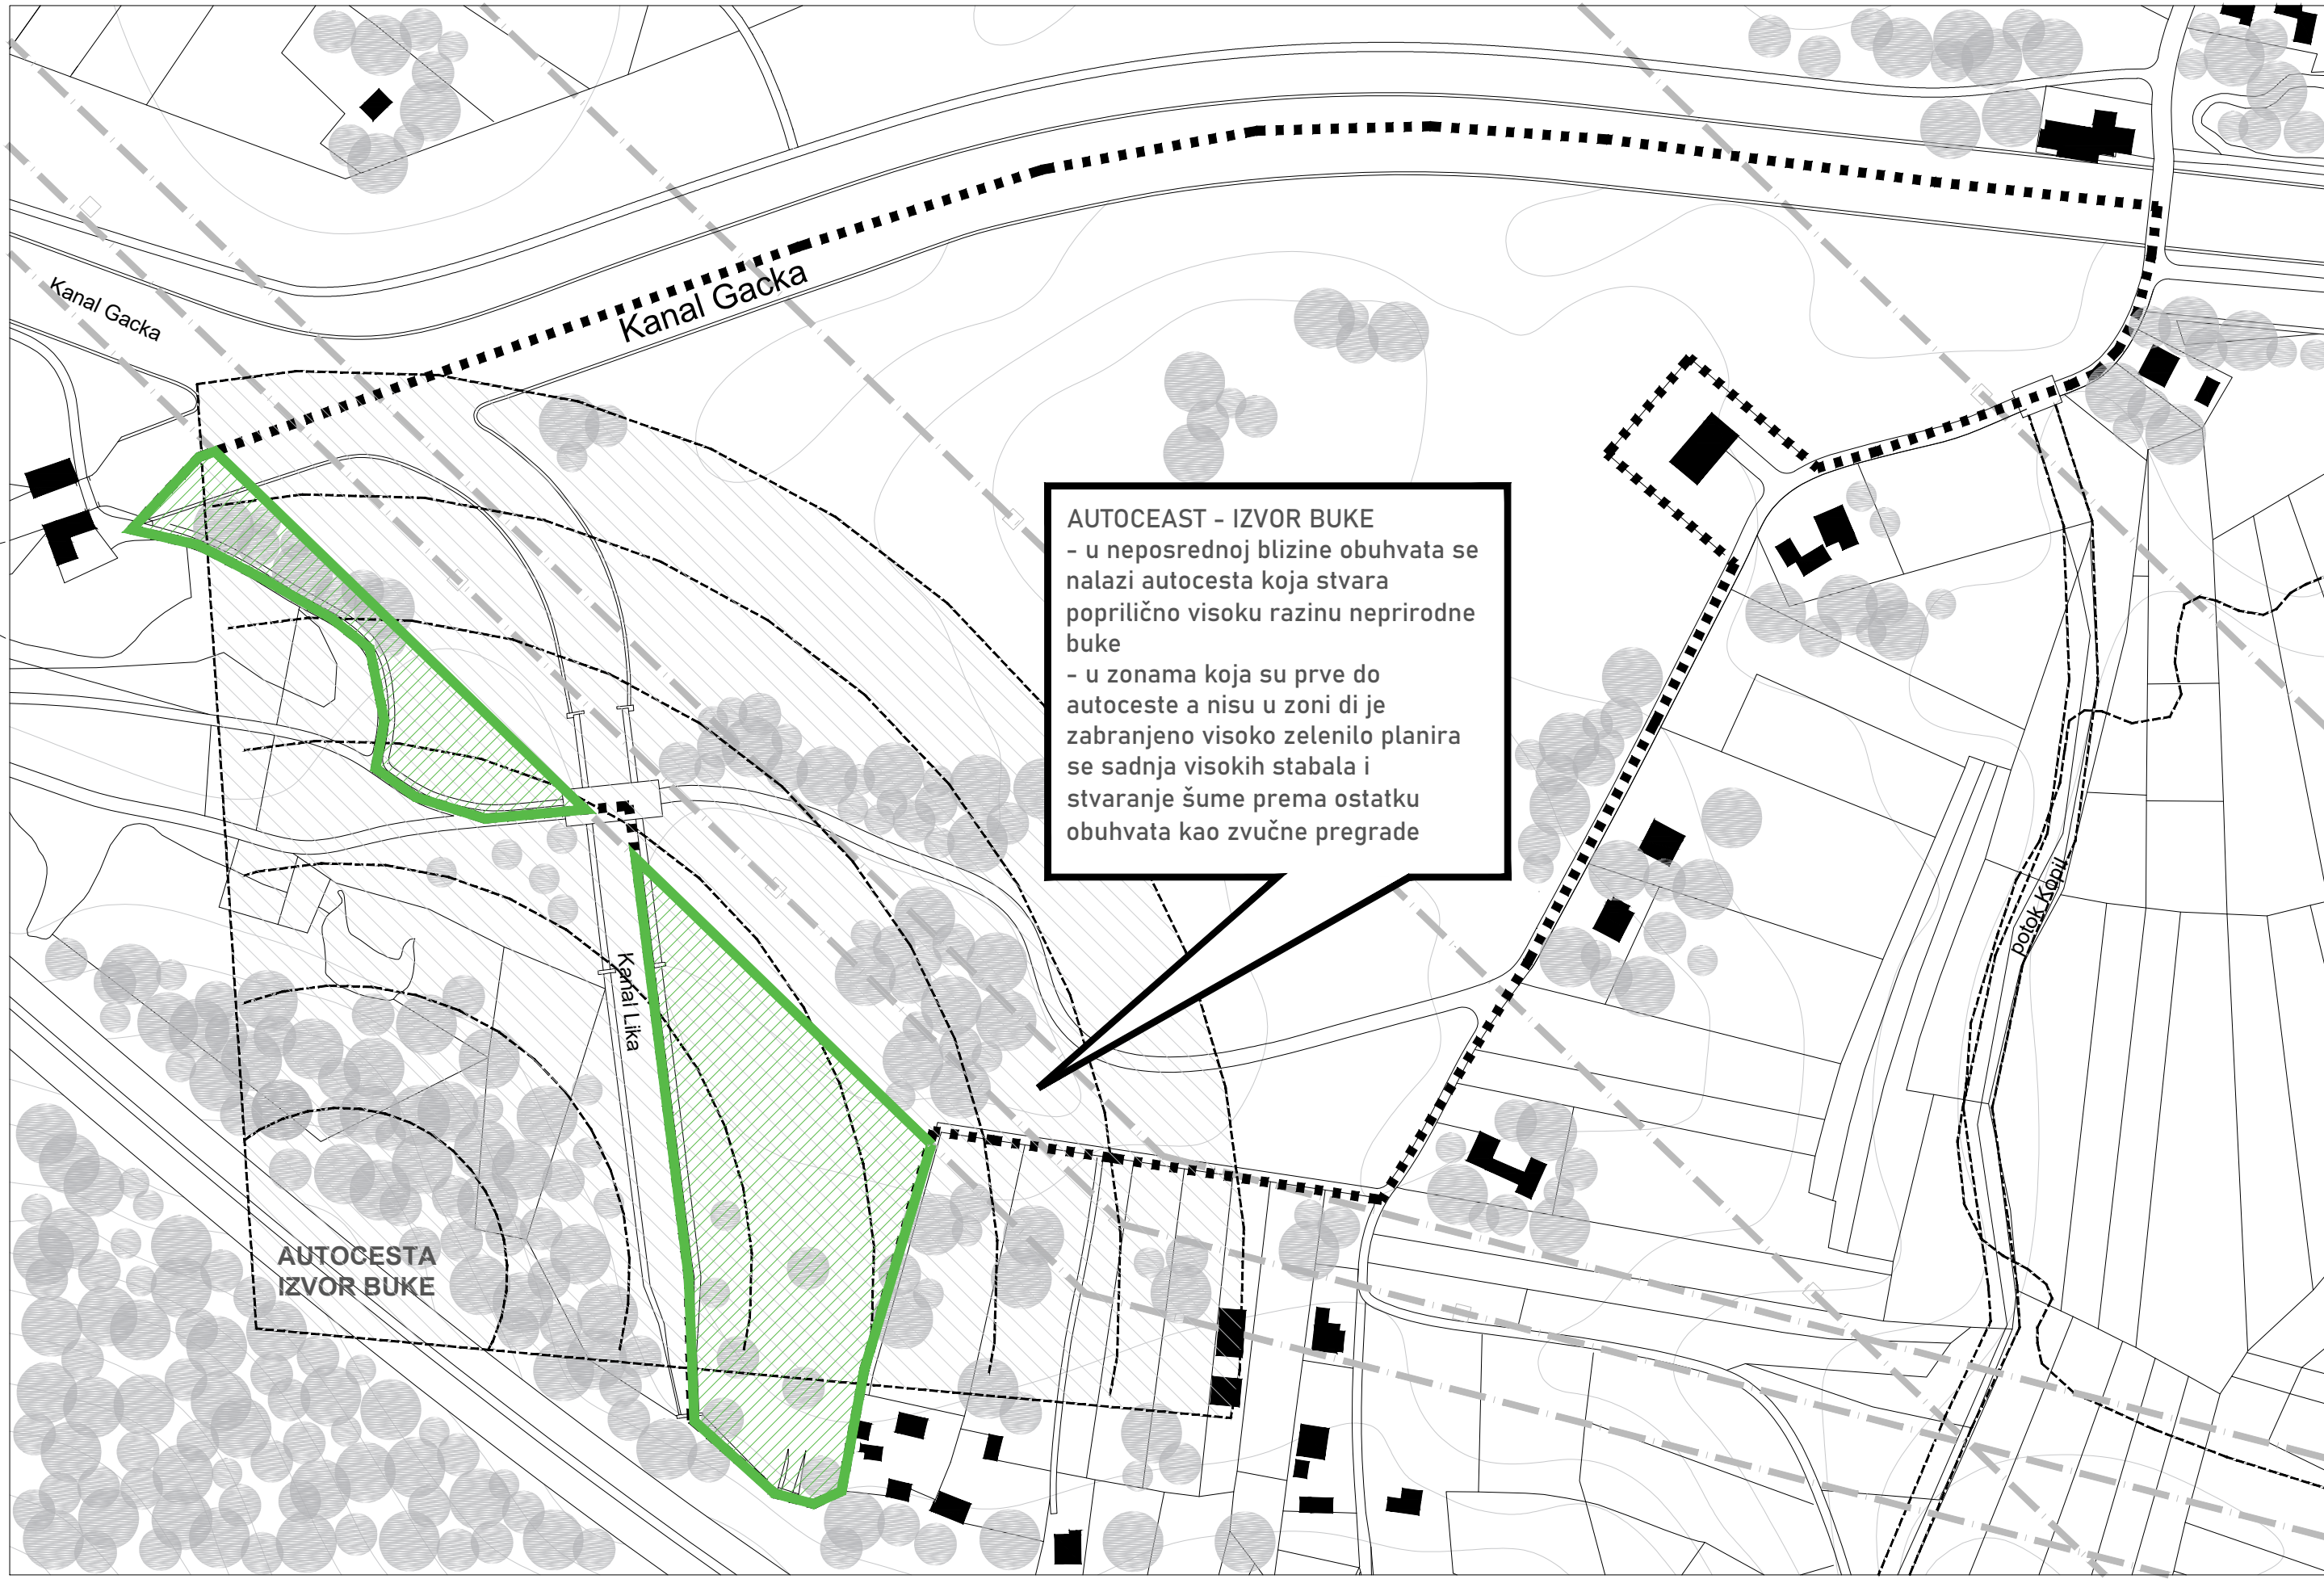 Kanal Gacka
Kanal Gacka
AUTOCEAST - IZVOR BUKE
- u neposrednoj blizine obuhvata se
nalazi autocesta koja stvara
poprilično visoku razinu neprirodne
buke
- u zonama koja su prve do
autoceste a nisu u zoni di je
zabranjeno visoko zelenilo planira
se sadnja visokih stabala i
stvaranje šume prema ostatku
obuhvata kao zvučne pregrade
potok Kopij
Kanal Lika
AUTOCESTA
IZVOR BUKE